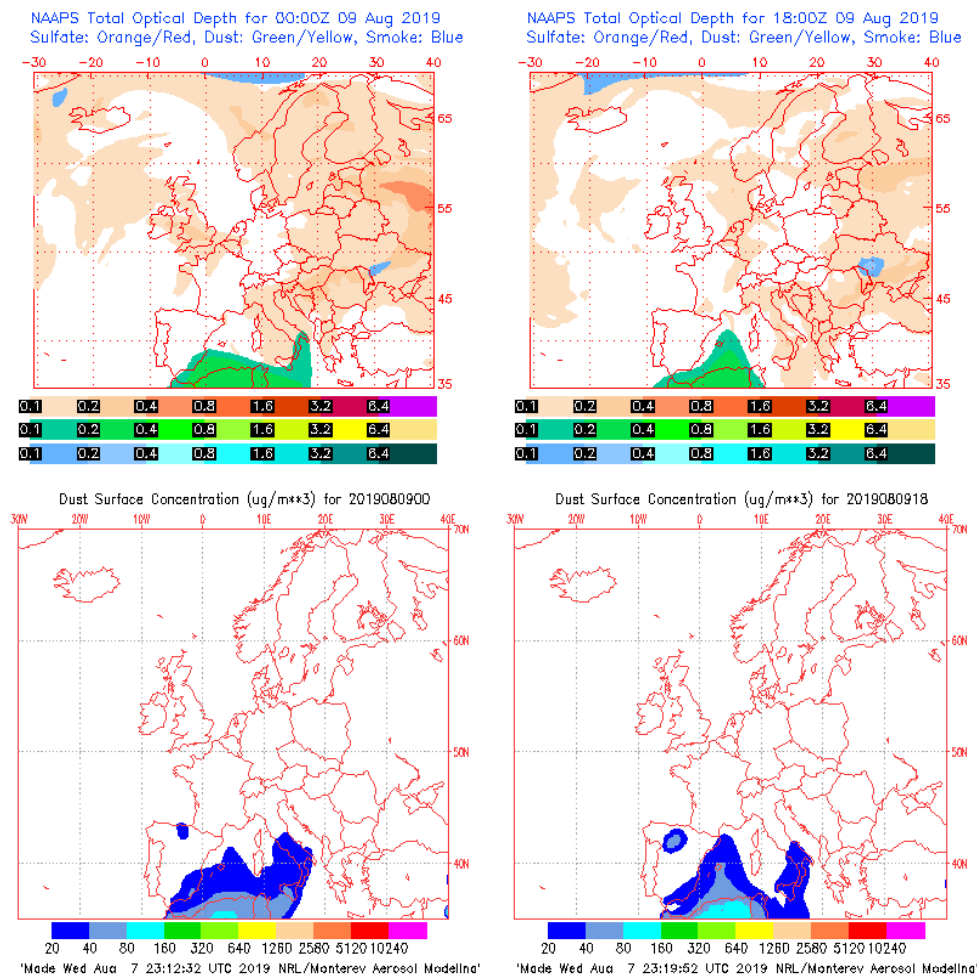 NAAPS Total Optical Depth for 00:00Z 09 Aug 2019
Sulfate: Orange/Red, Dust: Green/Yellow, Smoke: Blue
-30 -20 -10 0 10 20 30 40
65
55
45
35
0.1 0.2 0.4 0.8 1.6 3.2 6.4
0.1 0.2 0.4 0.8 1.6 3.2 6.4
0.1 0.2 0.4 0.8 1.6 3.2 6.4
NAAPS Total Optical Depth for 18:00Z 09 Aug 2019
Sulfate: Orange/Red, Dust: Green/Yellow, Smoke: Blue
-30 -20 -10 0 10 20 30 40
65
55
45
35
0.1 0.2 0.4 0.8 1.6 3.2 6.4
0.1 0.2 0.4 0.8 1.6 3.2 6.4
0.1 0.2 0.4 0.8 1.6 3.2 6.4
Dust Surface Concentration (ug/m**3) for 2019080900
30W 20W 10W 0 10E 20E 30E 40E
70N
60N
50N
40N
20 40 80 160 320 640 1260 2580 5120 10240
'Made Wed Aug 7 23:12:32 UTC 2019 NRL/Monterey Aerosol Modeling'
Dust Surface Concentration (ug/m**3) for 2019080918
30W 20W 10W 0 10E 20E 30E 40E
70N
60N
50N
40N
20 40 80 160 320 640 1260 2580 5120 10240
'Made Wed Aug 7 23:19:52 UTC 2019 NRL/Monterey Aerosol Modeling'